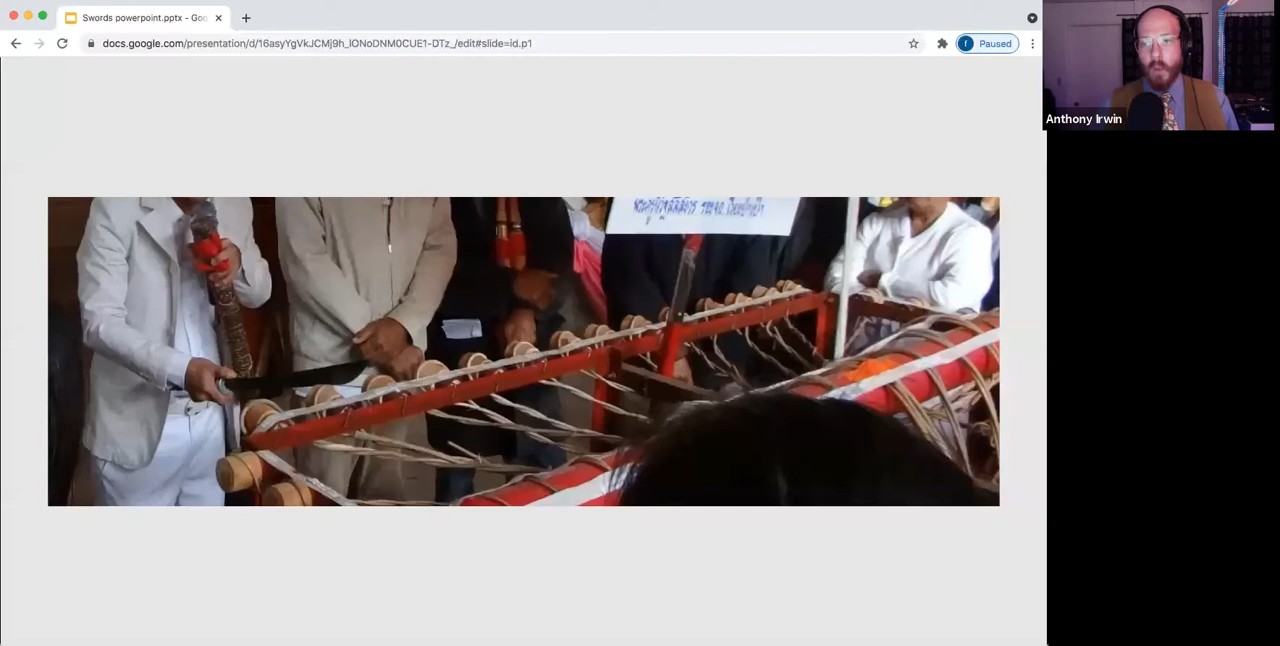 Swords powerpoint.pptx - Goo
docs.google.com/presentation/d/16asyYgVkJCMj9h_lONoDNM0CUE1-DTz_/edit#slide=id.p1
f Paused
Anthony Irwin